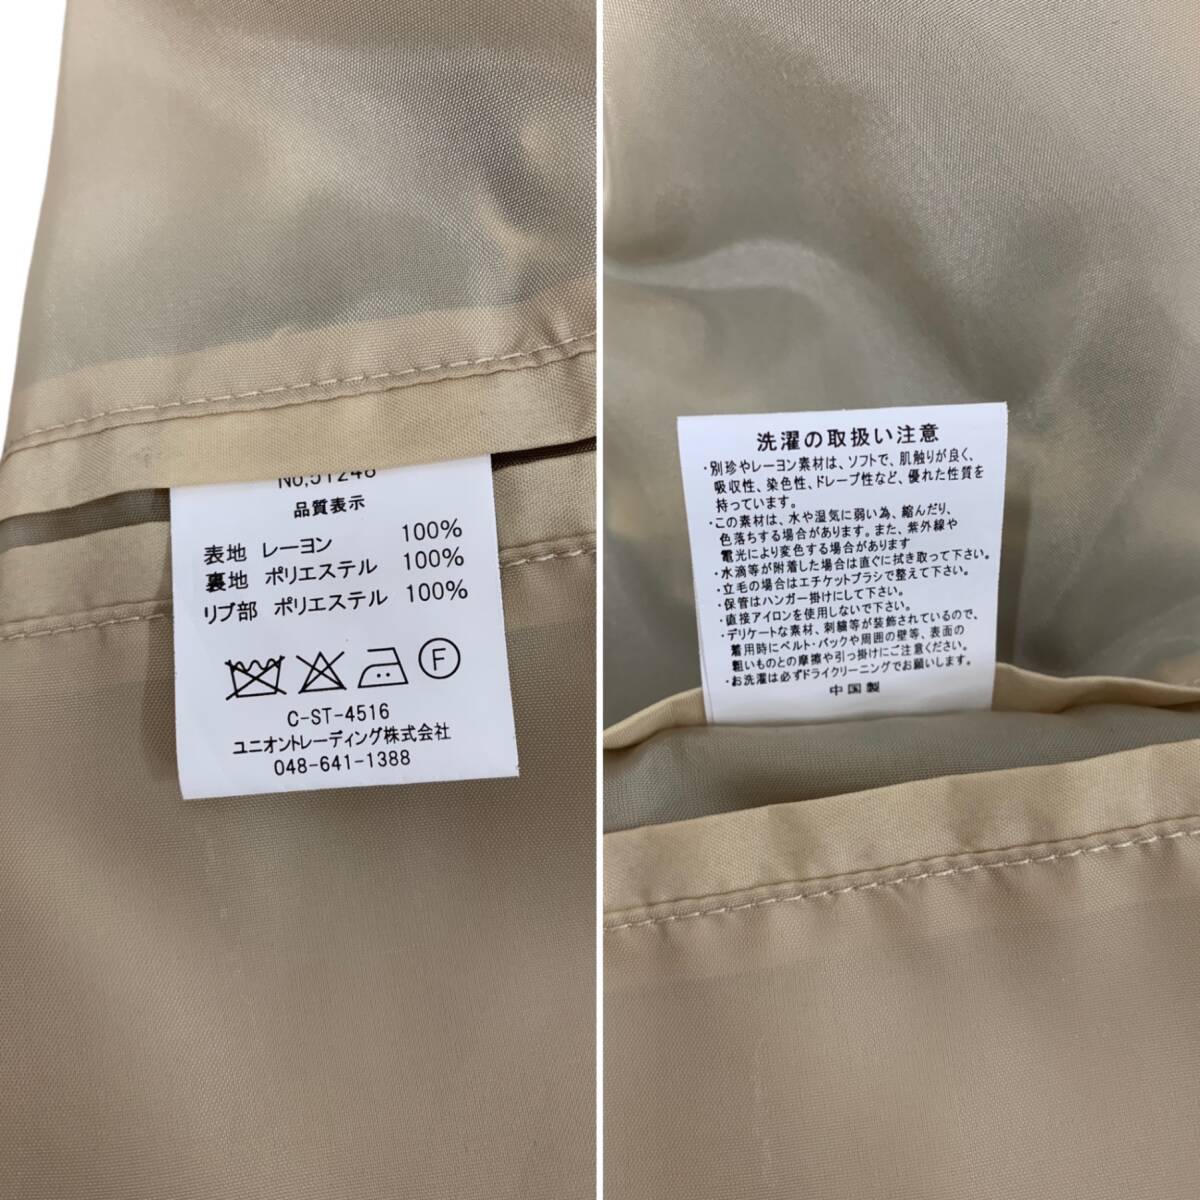 No,51248
品質表示
表地 レーヨン 100%
裏地 ポリエステル 100%
リブ部 ポリエステル 100%
F
C-ST-4516
ユニオントレーディング株式会社
048-641-1388
洗濯の取扱い注意
・別珍やレーヨン素材は、ソフトで、肌触りが良く、
吸収性、染色性、ドレープ性など、優れた性質を
持っています。
・この素材は、水や湿気に弱い為、縮んだり、
色落ちする場合があります。また、紫外線や
電光により変色する場合があります
・水滴等が附着した場合は直ぐに拭き取って下さい。
・立毛の場合はエチケットブラシで整えて下さい。
・保管はハンガー掛けにして下さい。
・直接アイロンを使用しないで下さい。
・デリケートな素材、刺繍等が装飾されているので、
着用時にベルト・バックや周囲の壁等、表面の
粗いものとの摩擦や引っ掛けにご注意ください。
・お洗濯は必ずドライクリーニングでお願いします。
中国製